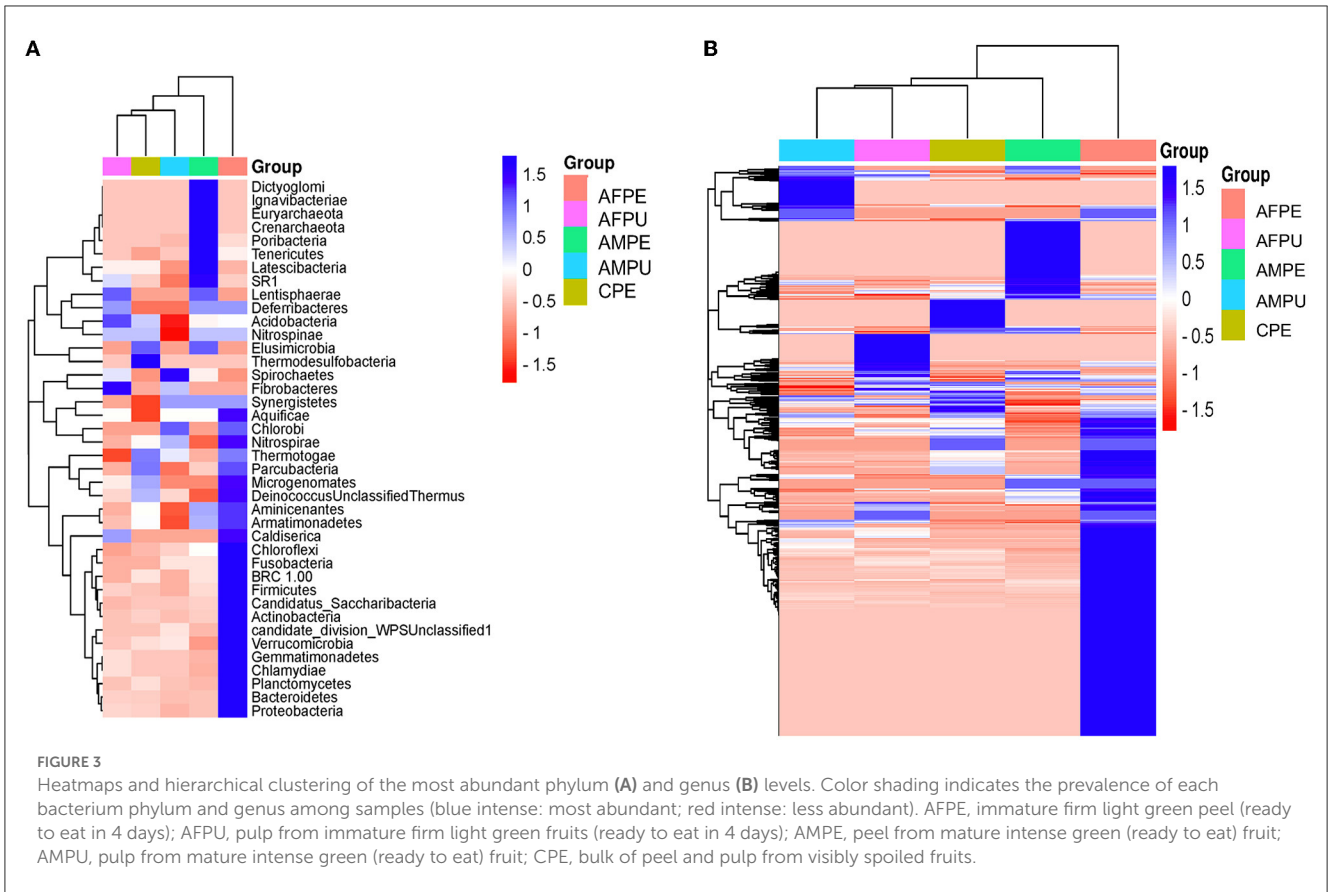 A
Group
Dictyoglomi
Ignavibacteriae
Euryarchaeota
Crenarchaeota
Poribacteria
Tenericutes
Latescibacteria
SR1
Lentisphaerae
Deferribacteres
Acidobacteria
Nitrospinae
Elusimicrobia
Thermodesulfobacteria
Spirochaetes
Fibrobacteres
Synergistetes
Aquificae
Chlorobi
Nitrospirae
Thermotogae
Parcubacteria
Microgenomates
DeinococcusUnclassifiedThermus
Aminicenantes
Armatimonadetes
Caldiserica
Chloroflexi
Fusobacteria
BRC 1.00
Firmicutes
Candidatus_Saccharibacteria
Actinobacteria
candidate_division_WPSUnclassified1
Verrucomicrobia
Gemmatimonadetes
Chlamydiae
Planctomycetes
Bacteroidetes
Proteobacteria
1.5
1
0.5
0
- 0.5
- 1
- 1.5
Group
AFPE
AFPU
AMPE
AMPU
CPE
B
Group
1.5
1
0.5
0
-0.5
- 1
- 1.5
Group
AFPE
AFPU
AMPE
AMPU
CPE
FIGURE 3
Heatmaps and hierarchical clustering of the most abundant phylum (A) and genus (B) levels. Color shading indicates the prevalence of each
bacterium phylum and genus among samples (blue intense: most abundant; red intense: less abundant). AFPE, immature firm light green peel (ready
to eat in 4 days); AFPU, pulp from immature firm light green fruits (ready to eat in 4 days); AMPE, peel from mature intense green (ready to eat) fruit;
AMPU, pulp from mature intense green (ready to eat) fruit; CPE, bulk of peel and pulp from visibly spoiled fruits.